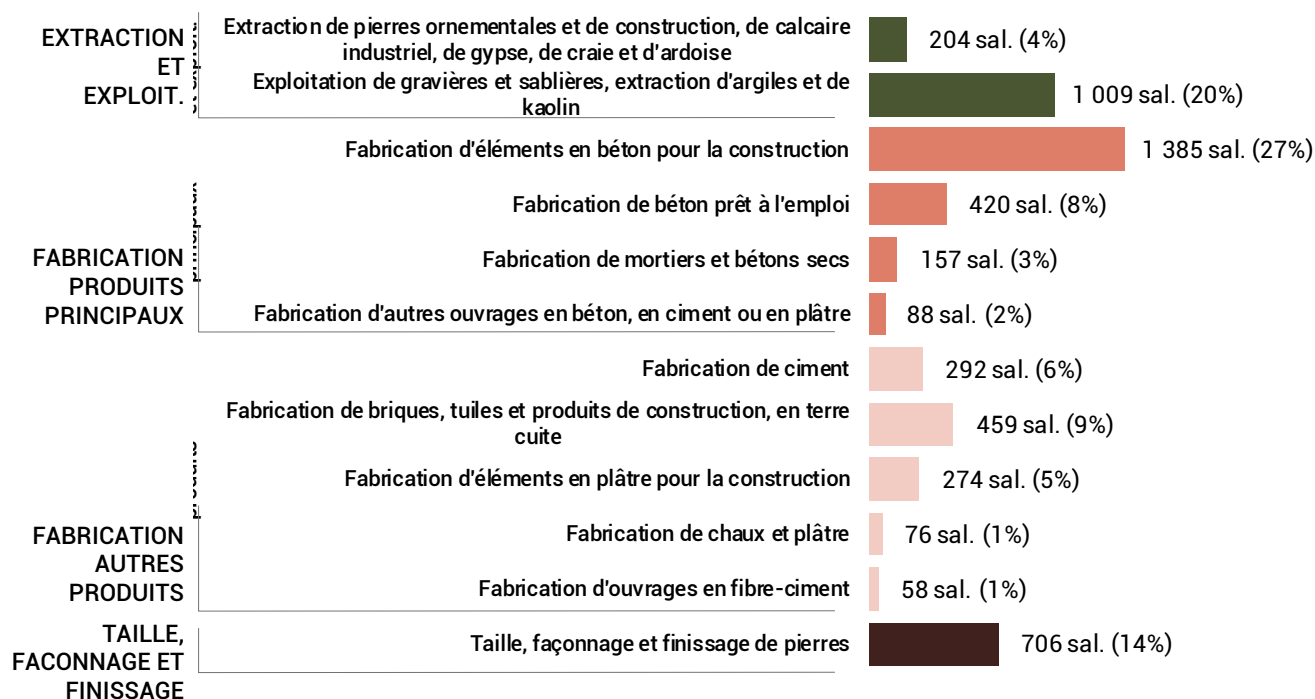 EXTRACTION
ET
EXPLOIT.
Extraction de pierres ornementales et de construction, de calcaire
industriel, de gypse, de craie et d'ardoise
204 sal. (4%)
Exploitation de gravières et sablières, extraction d'argiles et de
kaolin
1 009 sal. (20%)
FABRICATION
PRODUITS
PRINCIPAUX
Fabrication d'éléments en béton pour la construction
1 385 sal. (27%)
Fabrication de béton prêt à l'emploi
420 sal. (8%)
Fabrication de mortiers et bétons secs
157 sal. (3%)
Fabrication d'autres ouvrages en béton, en ciment ou en plâtre
88 sal. (2%)
FABRICATION
AUTRES
PRODUITS
Fabrication de ciment
292 sal. (6%)
Fabrication de briques, tuiles et produits de construction, en terre
cuite
459 sal. (9%)
Fabrication d'éléments en plâtre pour la construction
274 sal. (5%)
Fabrication de chaux et plâtre
76 sal. (1%)
Fabrication d'ouvrages en fibre-ciment
58 sal. (1%)
TAILLE,
FACONNAGE ET
FINISSAGE
Taille, façonnage et finissage de pierres
706 sal. (14%)